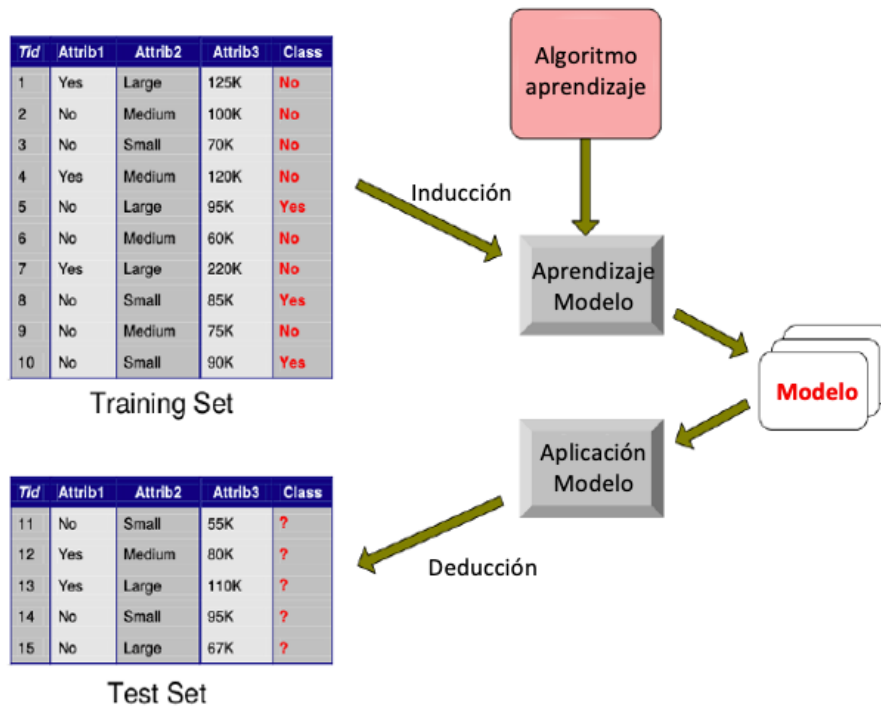 Tid Attrib1 Attrib2 Attrib3 Class
1 Yes Large 125K No
2 No Medium 100K No
3 No Small 70K No
4 Yes Medium 120K No
5 No Large 95K Yes
6 No Medium 60K No
7 Yes Large 220K No
8 No Small 85K Yes
9 No Medium 75K No
10 No Small 90K Yes
Training Set
Algoritmo
aprendizaje
Inducción
Aprendizaje
Modelo
Modelo
Aplicación
Modelo
Deducción
Tid Attrib1 Attrib2 Attrib3 Class
11 No Small 55K ?
12 Yes Medium 80K ?
13 Yes Large 110K ?
14 No Small 95K ?
15 No Large 67K ?
Test Set